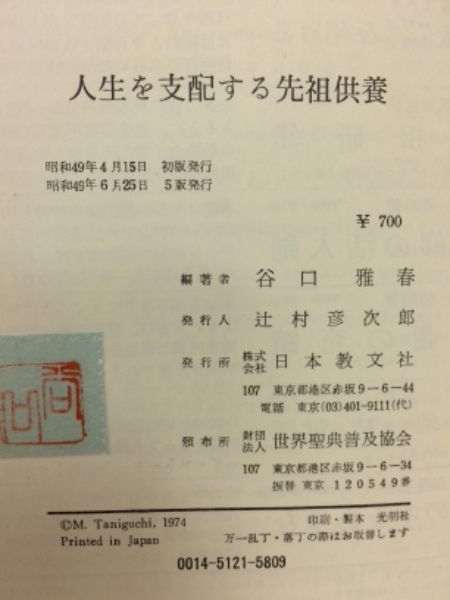 人生を支配する先祖供養
昭和49年4月15日 初版発行
昭和49年6月25日 5版発行
¥ 700
編著者 谷口雅春
発行人 辻村彦次郎
発行所 株式会社 日本教文社
107 東京都港区赤坂9-6-44
電話 東京(03)401-9111(代)
頒布所 財団法人 世界聖典普及協会
107 東京都港区赤坂9-6-34
振替 東京 120549番
©M. Taniguchi, 1974
Printed in Japan
印刷・製本 光明社
万一乱丁・落丁の際はお取替します
0014-5121-5809